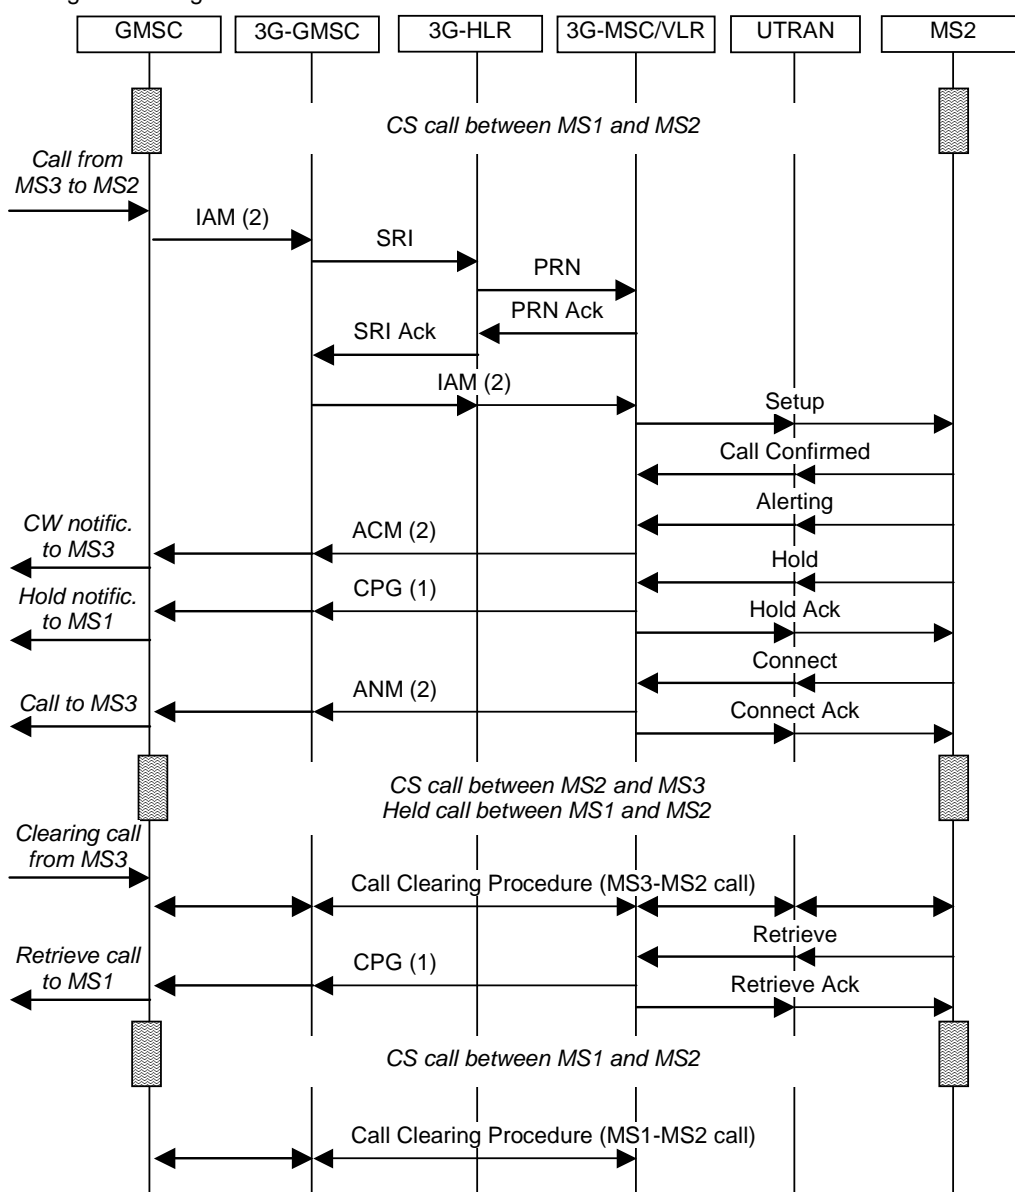 GMSC
3G-GMSC
3G-HLR
3G-MSC/VLR
UTRAN
MS2
CS call between MS1 and MS2
Call from
MS3 to MS2
IAM (2)
SRI
PRN
PRN Ack
SRI Ack
IAM (2)
Setup
Call Confirmed
Alerting
CW notific.
to MS3
ACM (2)
Hold
Hold notific.
to MS1
CPG (1)
Hold Ack
Connect
Call to MS3
ANM (2)
Connect Ack
CS call between MS2 and MS3
Held call between MS1 and MS2
Clearing call
from MS3
Call Clearing Procedure (MS3-MS2 call)
Retrieve
Retrieve call
to MS1
CPG (1)
Retrieve Ack
CS call between MS1 and MS2
Call Clearing Procedure (MS1-MS2 call)